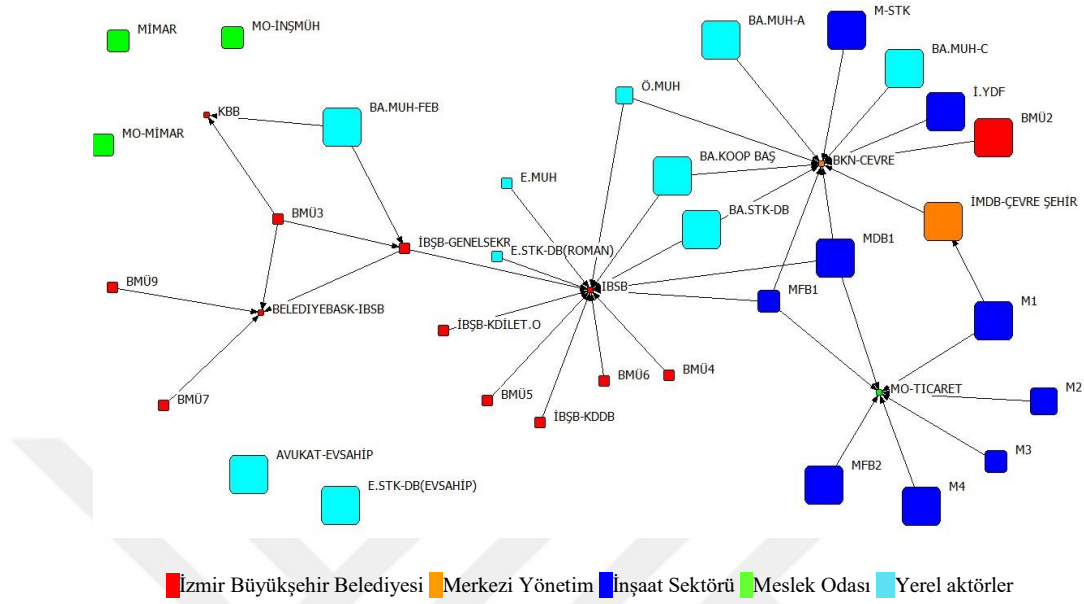 MİMAR
MO-İNŞMÜH
BA.MUH-A
M-STK
BA.MUH-C
Ö.MUH
İ.YDF
KBB
BA.MUH-FEB
BMÜ2
MO-MİMAR
BKN-CEVRE
BA.KOOP BAŞ
E.MUH
İMDB-ÇEVRE ŞEHİR
BA.STK-DB
BMÜ3
İBŞB-GENELSEKR
E.STK-DB(ROMAN)
MDB1
BMÜ9
IBSB
MFB1
M1
BELEDIYEBASK-IBSB
İBŞB-KDİLET.O
BMÜ6
BMÜ4
MO-TICARET
M2
BMÜ7
BMÜ5
İBŞB-KDDB
M3
AVUKAT-EVSAHİP
MFB2
M4
E.STK-DB(EVSAHİP)
İzmir Büyükşehir Belediyesi Merkezi Yönetim İnşaat Sektörü Meslek Odası Yerel aktörler